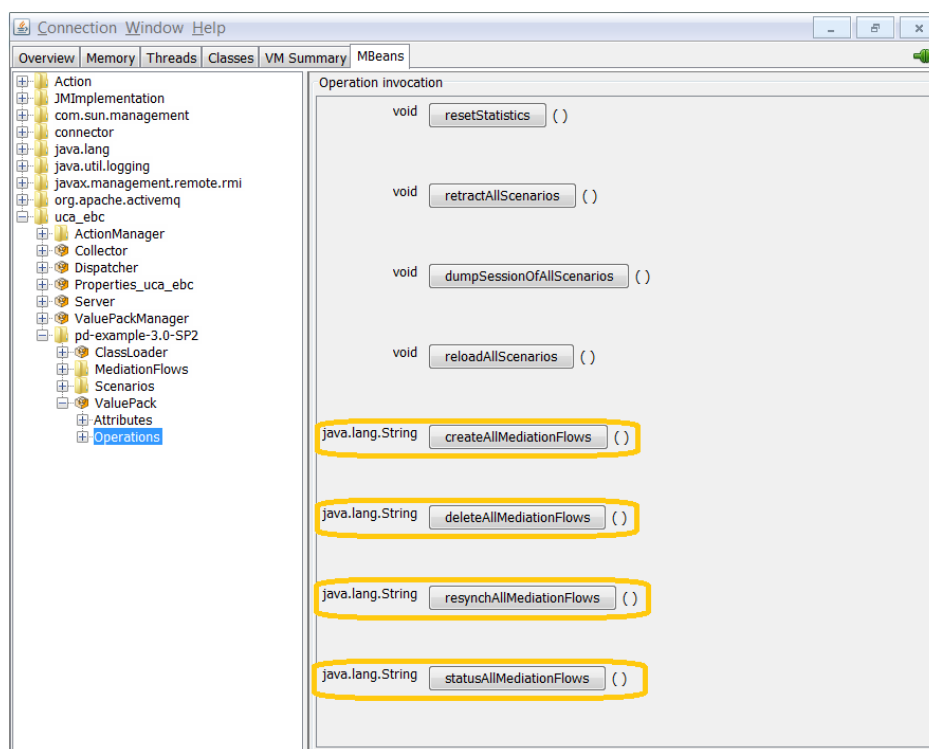 Connection Window Help
Overview Memory Threads Classes VM Summary MBeans
Action
JMImplementation
com.sun.management
connector
java.lang
java.util.logging
javax.management.remote.rmi
org.apache.activemq
uca_ebc
ActionManager
Collector
Dispatcher
Properties_uca_ebc
Server
ValuePackManager
pd-example-3.0-SP2
ClassLoader
MediationFlows
Scenarios
ValuePack
Attributes
Operations
Operation invocation
void resetStatistics ( )
void retractAllScenarios ( )
void dumpSessionOfAllScenarios ( )
void reloadAllScenarios ( )
java.lang.String createAllMediationFlows ( )
java.lang.String deleteAllMediationFlows ( )
java.lang.String resynchAllMediationFlows ( )
java.lang.String statusAllMediationFlows ( )